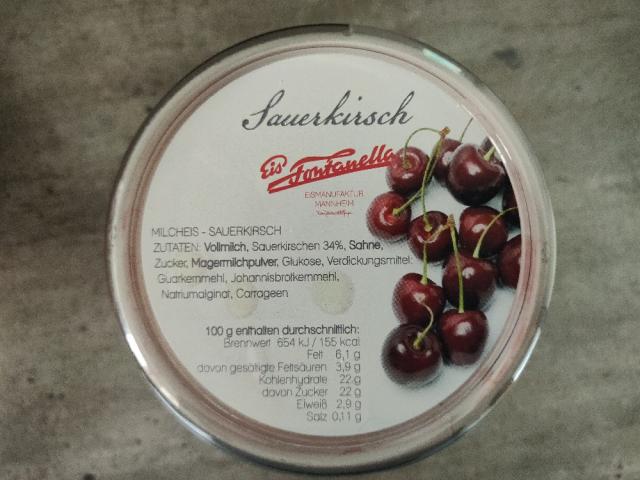 Sauerkirsch
Eis Fontanella
EISMANUFAKTUR
MANNHEIM
MILCHEIS - SAUERKIRSCH
ZUTATEN: Vollmilch, Sauerkirschen 34%, Sahne,
Zucker, Magermilchpulver, Glukose, Verdickungsmittel:
Guarkernmehl, Johannisbrotkernmehl,
Natriumalginat, Carrageen
100 g enthalten durchschnittlich:
Brennwert 654 kJ / 155 kcal
Fett 6,1 g
davon gesättigte Fettsäuren 3,9 g
Kohlenhydrate 22 g
davon Zucker 22 g
Eiweiß 2,9 g
Salz 0,11 g